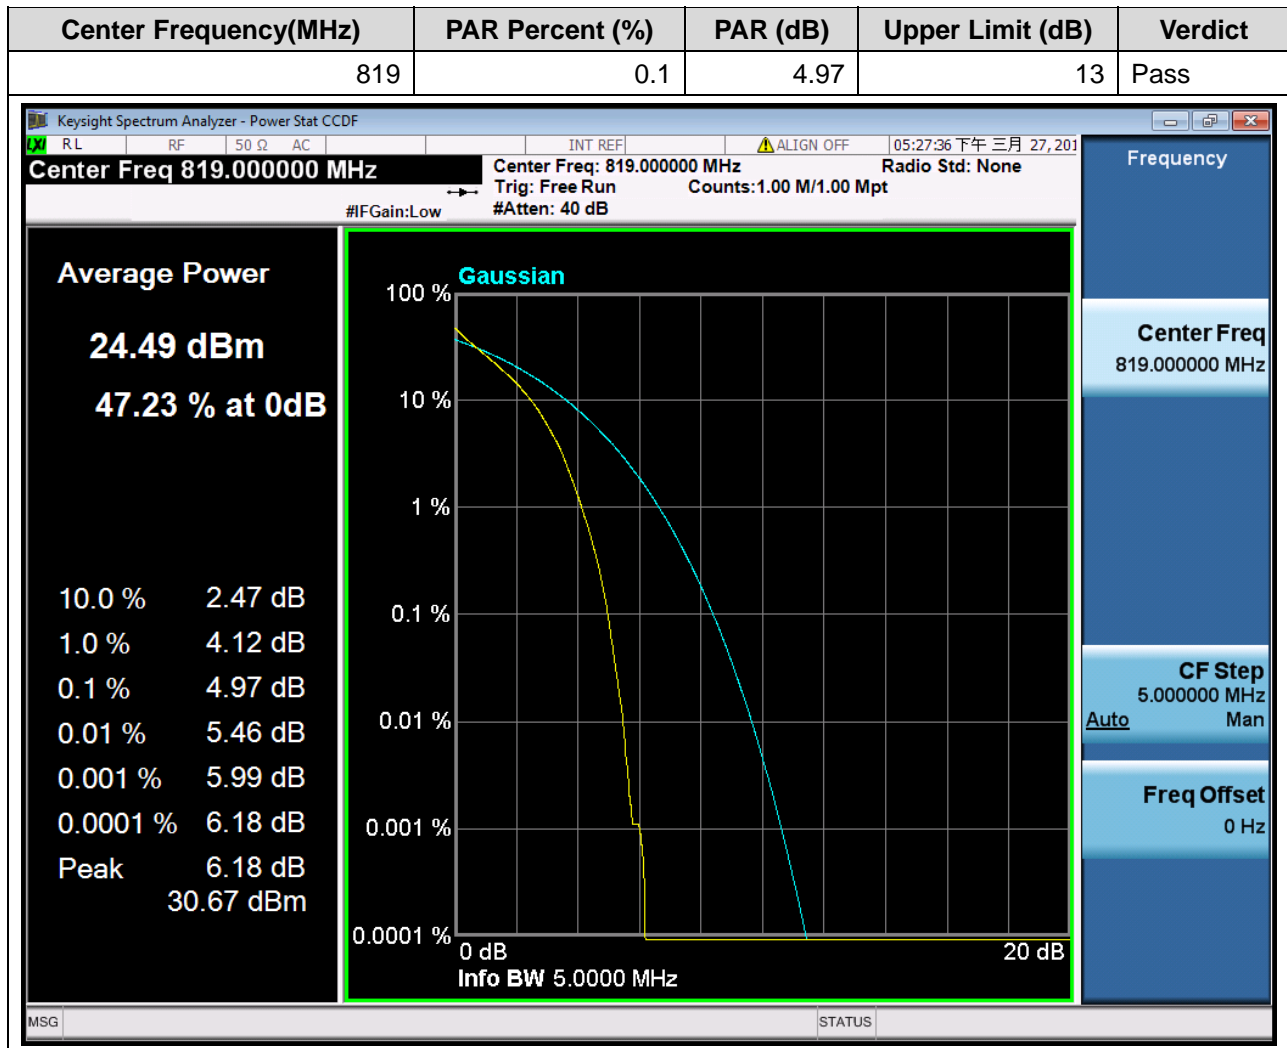 Center Frequency(MHz) PAR Percent (%) PAR (dB) Upper Limit (dB) Verdict
819 0.1 4.97 13 Pass
Keysight Spectrum Analyzer - Power Stat CCDF
LXI RL RF 50 Ω AC INT REF ALIGN OFF 05:27:36 下午 三月 27, 201
Center Freq 819.000000 MHz
Center Freq: 819.000000 MHz Radio Std: None
Trig: Free Run Counts:1.00 M/1.00 Mpt
#IFGain:Low #Atten: 40 dB
Average Power
24.49 dBm
47.23 % at 0dB
10.0 % 2.47 dB
1.0 % 4.12 dB
0.1 % 4.97 dB
0.01 % 5.46 dB
0.001 % 5.99 dB
0.0001 % 6.18 dB
Peak 6.18 dB
30.67 dBm
Gaussian
100 %
10 %
1 %
0.1 %
0.01 %
0.001 %
0.0001 %
0 dB 20 dB
Info BW 5.0000 MHz
Frequency
Center Freq
819.000000 MHz
CF Step
5.000000 MHz
Auto Man
Freq Offset
0 Hz
MSG STATUS